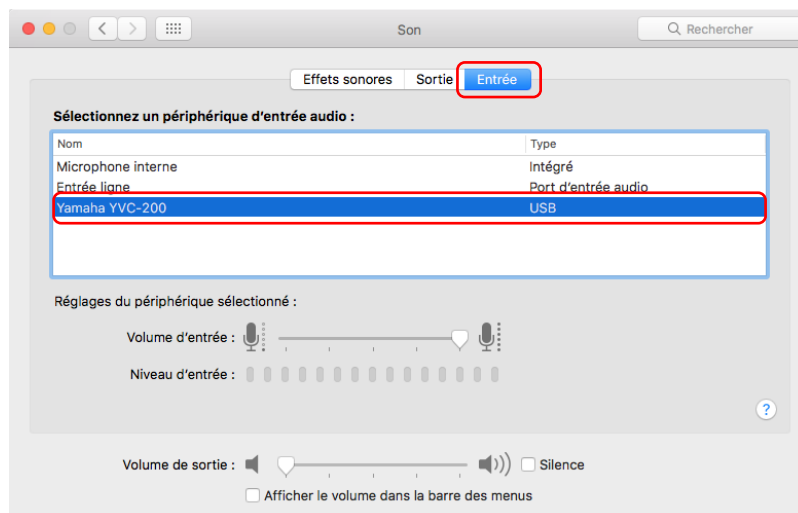 Son
Rechercher
Effets sonores Sortie Entrée
Sélectionnez un périphérique d'entrée audio :
Nom Type
Microphone interne Intégré
Entrée ligne Port d'entrée audio
Yamaha YVC-200 USB
Réglages du périphérique sélectionné :
Volume d'entrée :
Niveau d'entrée :
?
Volume de sortie : Silence
Afficher le volume dans la barre des menus